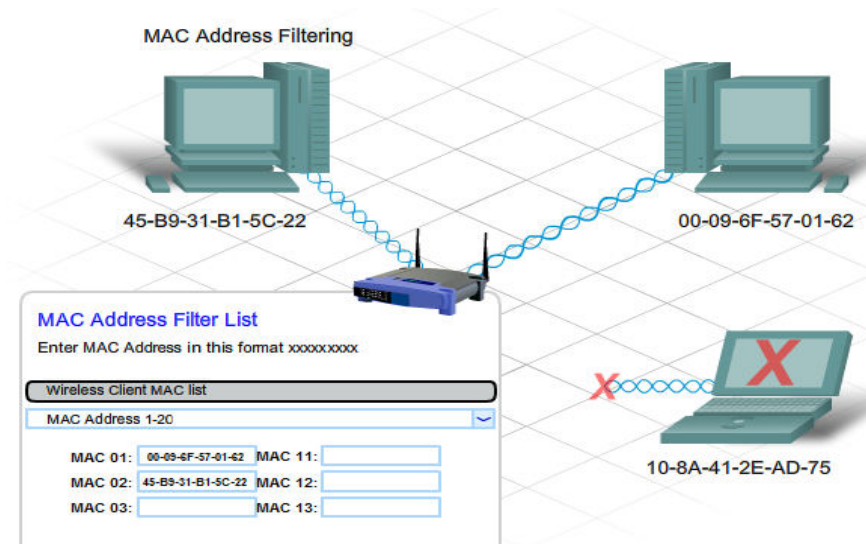 MAC Address Filtering
45-B9-31-B1-5C-22
00-09-6F-57-01-62
MAC Address Filter List
Enter MAC Address in this format xxxxxxxxx
Wireless Client MAC list
MAC Address 1-20
MAC 01: 00-09-6F-57-01-62 MAC 11:
MAC 02: 45-B9-31-B1-5C-22 MAC 12:
MAC 03: MAC 13:
X
X
10-8A-41-2E-AD-75